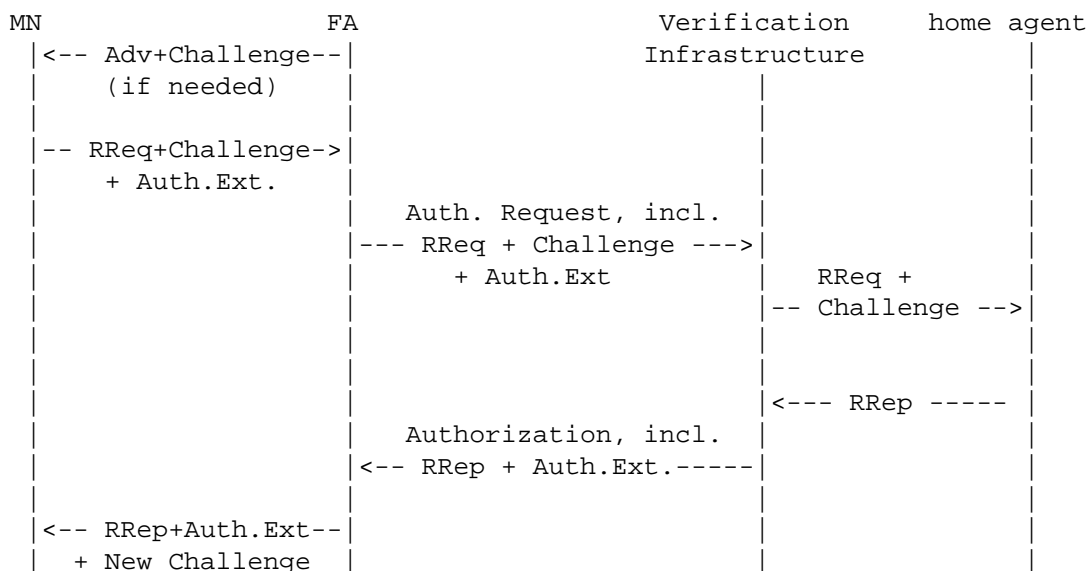 MN                        FA                         Verification      home agent
 |<-- Adv+Challenge--|                        Infrastructure             |
 |     (if needed)     |                                |                     |
 |                         |                                |                     |
 |-- RReq+Challenge->|                                |                     |
 |     + Auth.Ext.     |                                |                     |
 |                         |   Auth. Request, incl.  |                     |
 |                         |--- RReq + Challenge --->|                     |
 |                         |      + Auth.Ext           |    RReq +          |
 |                         |                                |-- Challenge -->|
 |                         |                                |                     |
 |                         |                                |                     |
 |                         |                                |<--- RRep ----- |
 |                         |   Authorization, incl.   |                     |
 |                         |<-- RRep + Auth.Ext.-----|                     |
 |                         |                                |                     |
 |<-- RRep+Auth.Ext--|                                |                     |
 |  + New Challenge  |                                |                     |